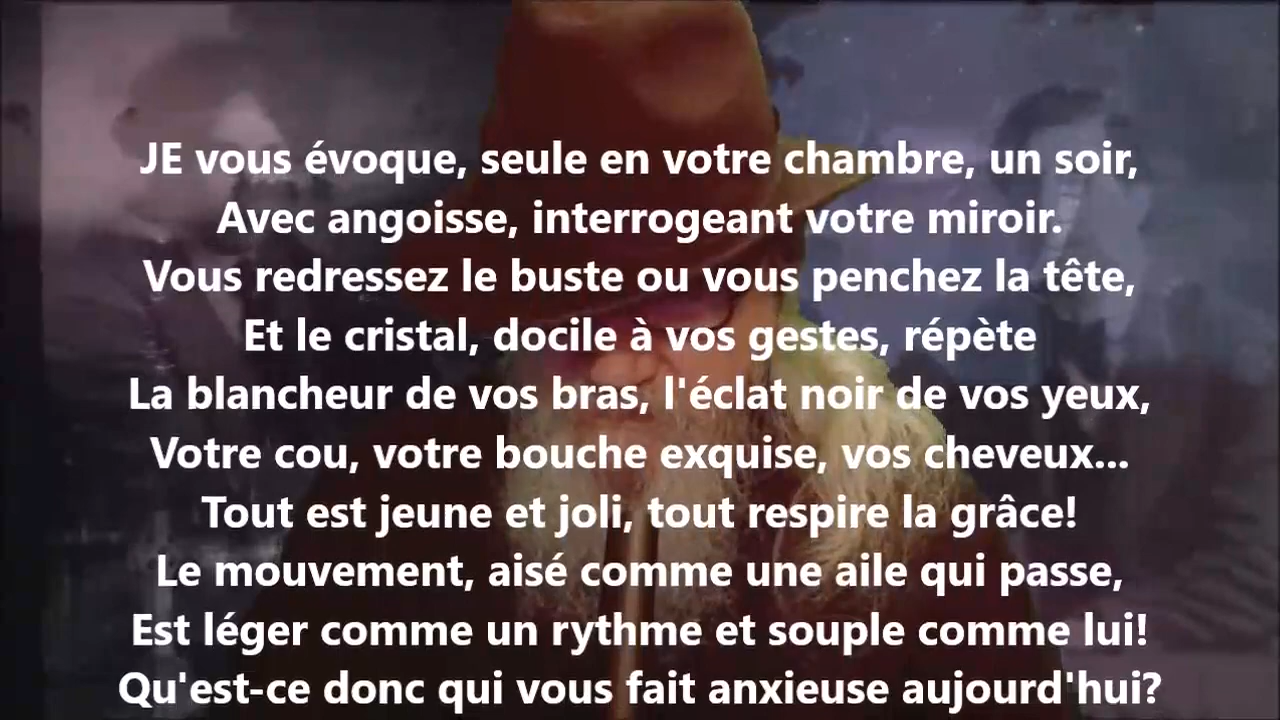 JE vous évoque, seule en votre chambre, un soir,
Avec angoisse, interrogeant votre miroir.
Vous redressez le buste ou vous penchez la tête,
Et le cristal, docile à vos gestes, répète
La blancheur de vos bras, l'éclat noir de vos yeux,
Votre cou, votre bouche exquise, vos cheveux...
Tout est jeune et joli, tout respire la grâce!
Le mouvement, aisé comme une aile qui passe,
Est léger comme un rythme et souple comme lui!
Qu'est-ce donc qui vous fait anxieuse aujourd'hui?